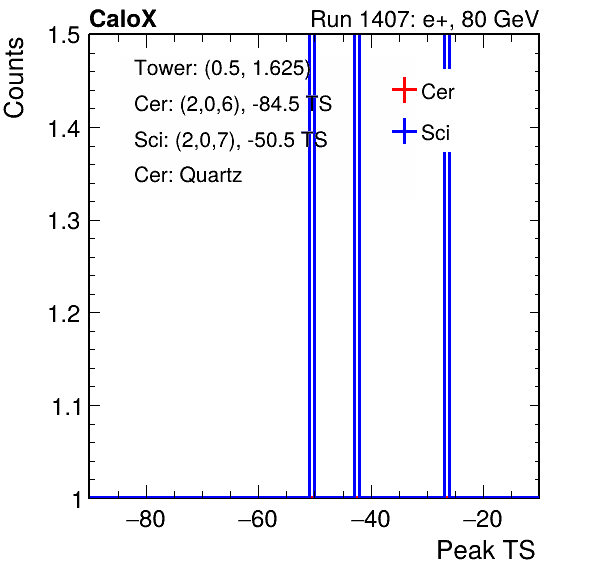 CaloX Run 1407: e+, 80 GeV
Counts
1.5
1.4
1.3
1.2
1.1
1
Tower: (0.5, 1.625)
Cer: (2,0,6), -84.5 TS
Sci: (2,0,7), -50.5 TS
Cer: Quartz
Cer
Sci
−80 −60 −40 −20
Peak TS